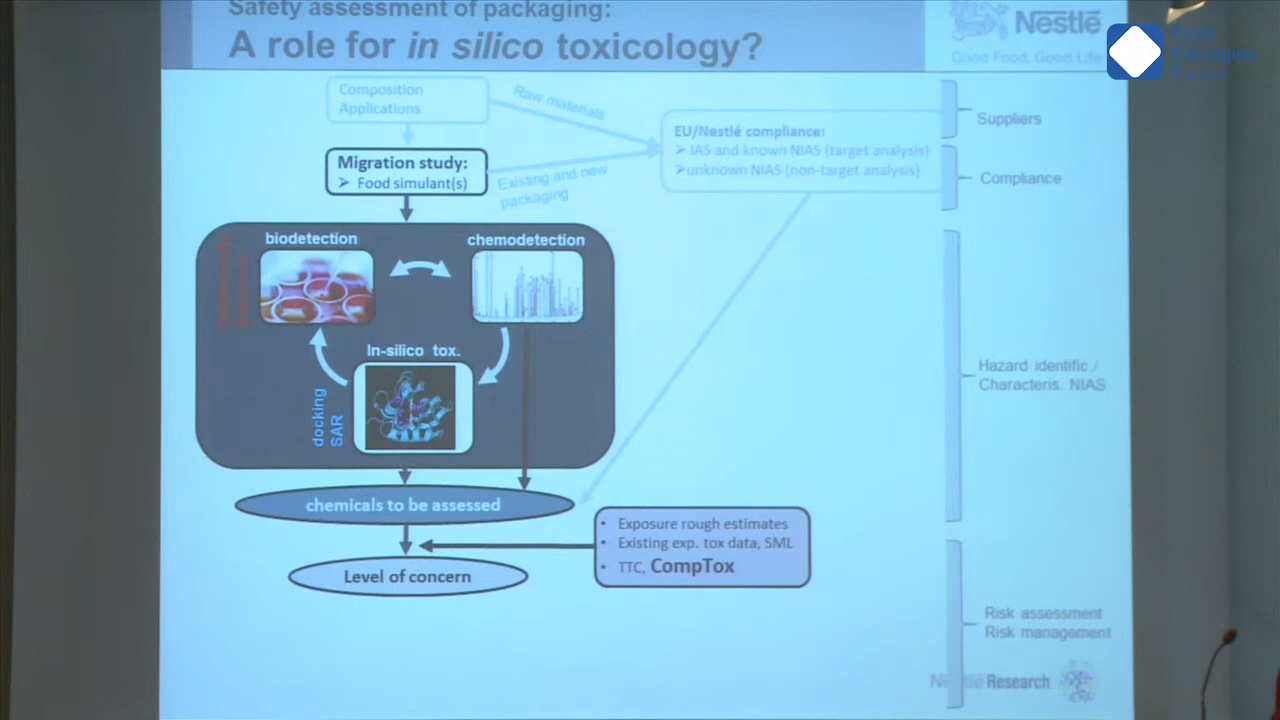 Safety assessment of packaging:
A role for in silico toxicology?
Nestlé
Good Food, Good Life
Food
Packaging
Forum
Composition
Applications
Raw materials
Migration study:
➢ Food simulant(s)
Existing and new
packaging
EU/Nestlé compliance:
➢ IAS and known NIAS (target analysis)
➢unknown NIAS (non-target analysis)
Suppliers
Compliance
biodetection
chemodetection
In-silico tox.
docking
SAR
Hazard identific./
Characteris. NIAS
chemicals to be assessed
• Exposure rough estimates
• Existing exp. tox data, SML
• TTC, CompTox
Level of concern
Risk assessment
Risk management
Research